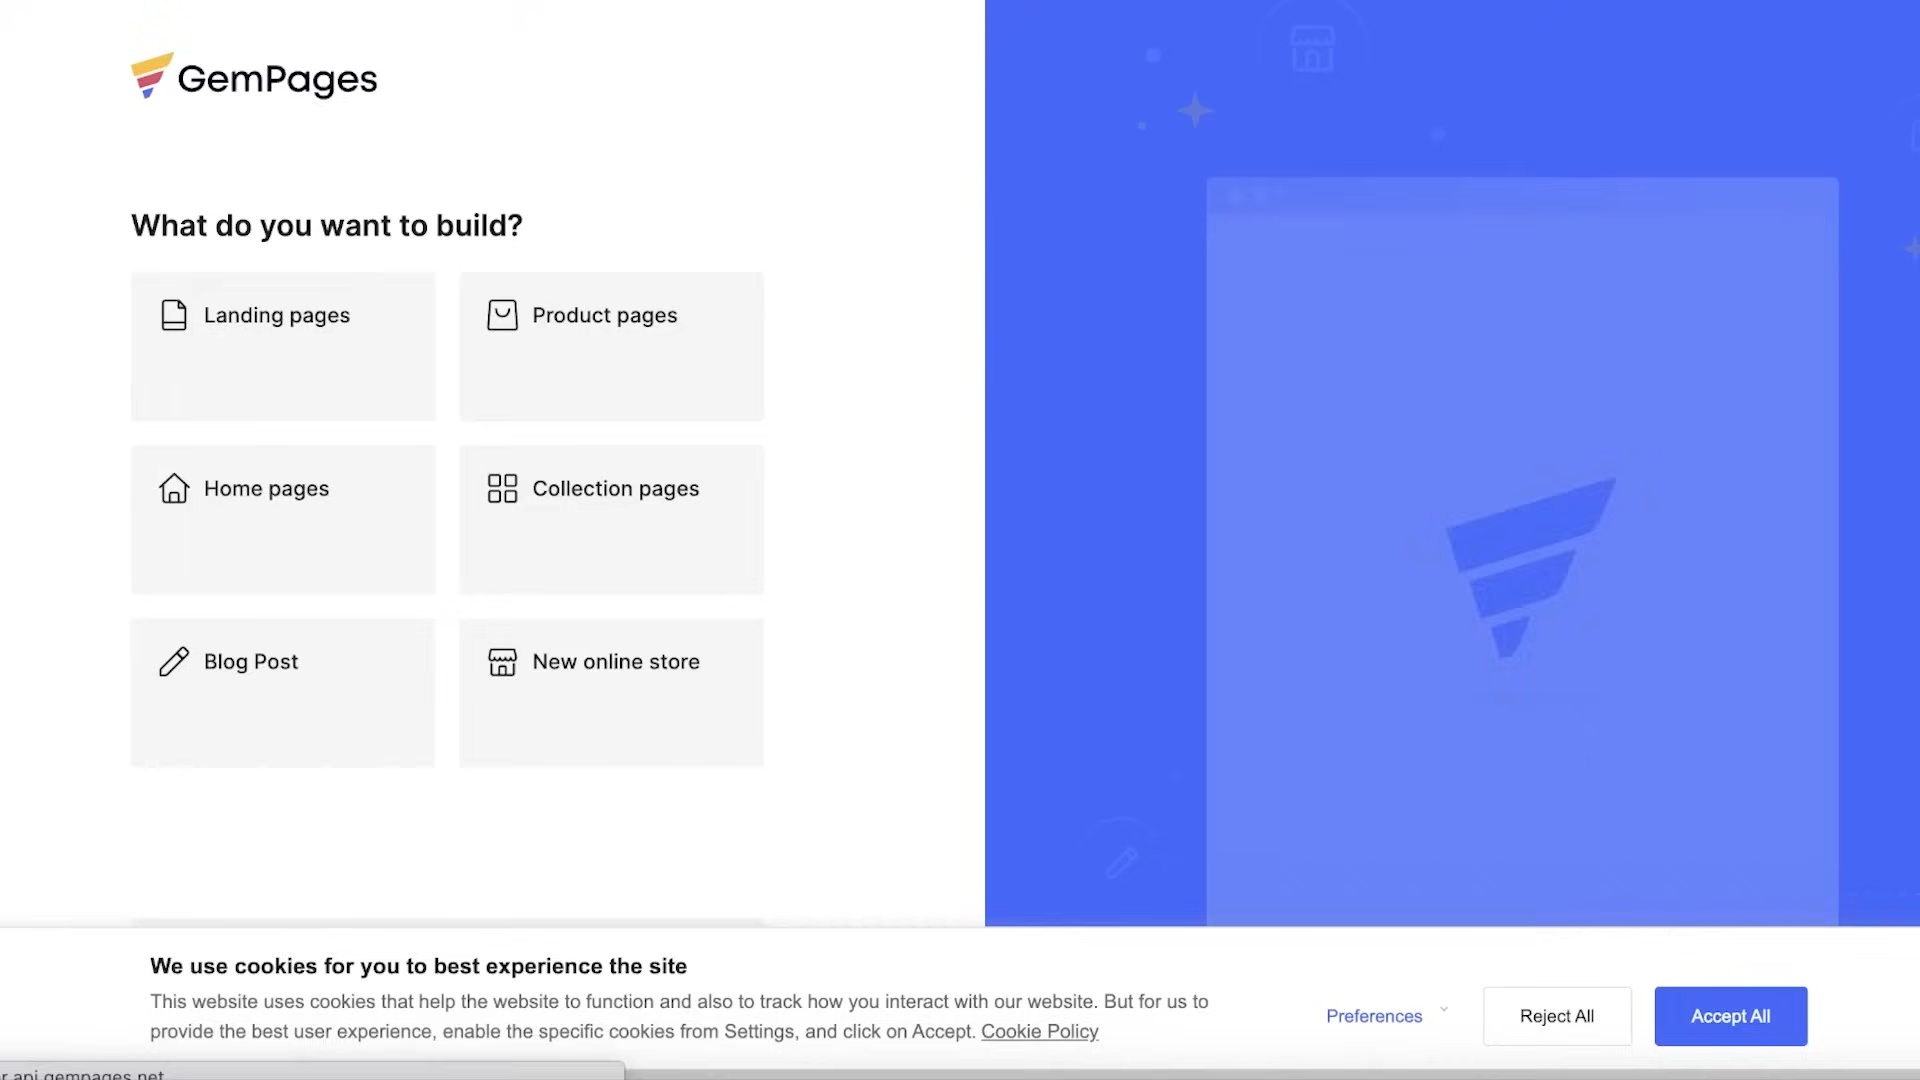 GemPages
What do you want to build?
Landing pages
Product pages
Home pages
Collection pages
Blog Post
New online store
We use cookies for you to best experience the site
This website uses cookies that help the website to function and also to track how you interact with our website. But for us to
provide the best user experience, enable the specific cookies from Settings, and click on Accept. Cookie Policy
Preferences
Reject All
Accept All
r.api.gempages.net